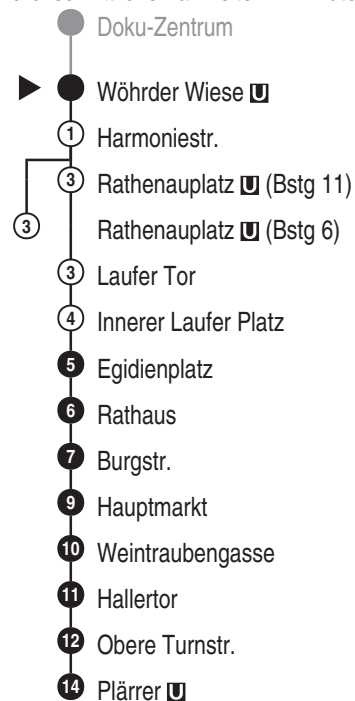 Doku-Zentrum
Wöhrder Wiese U
1 Harmoniestr.
3 Rathenauplatz U (Bstg 11)
3 Rathenauplatz U (Bstg 6)
3 Laufer Tor
4 Innerer Laufer Platz
5 Egidienplatz
6 Rathaus
7 Burgstr.
9 Hauptmarkt
10 Weintraubengasse
11 Hallertor
12 Obere Turnstr.
14 Plärrer U